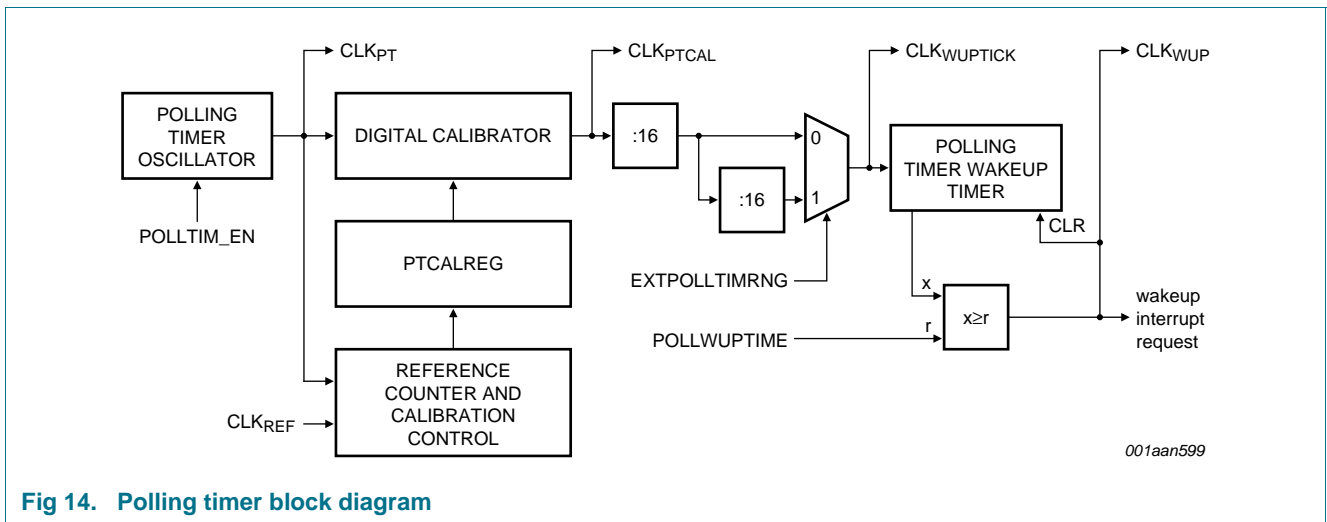 CLKPT
CLKPTCAL
CLKWUPTICK
CLKWUP
POLLING
TIMER
OSCILLATOR
DIGITAL CALIBRATOR
:16
0
:16
1
POLLING
TIMER WAKEUP
TIMER
CLR
POLLTIM_EN
PTCALREG
EXTPOLLTIMRNG
x
r
x≥r
POLLWUPTIME
wakeup
interrupt
request
REFERENCE
COUNTER AND
CALIBRATION
CONTROL
CLKREF
001aan599
Fig 14. Polling timer block diagram